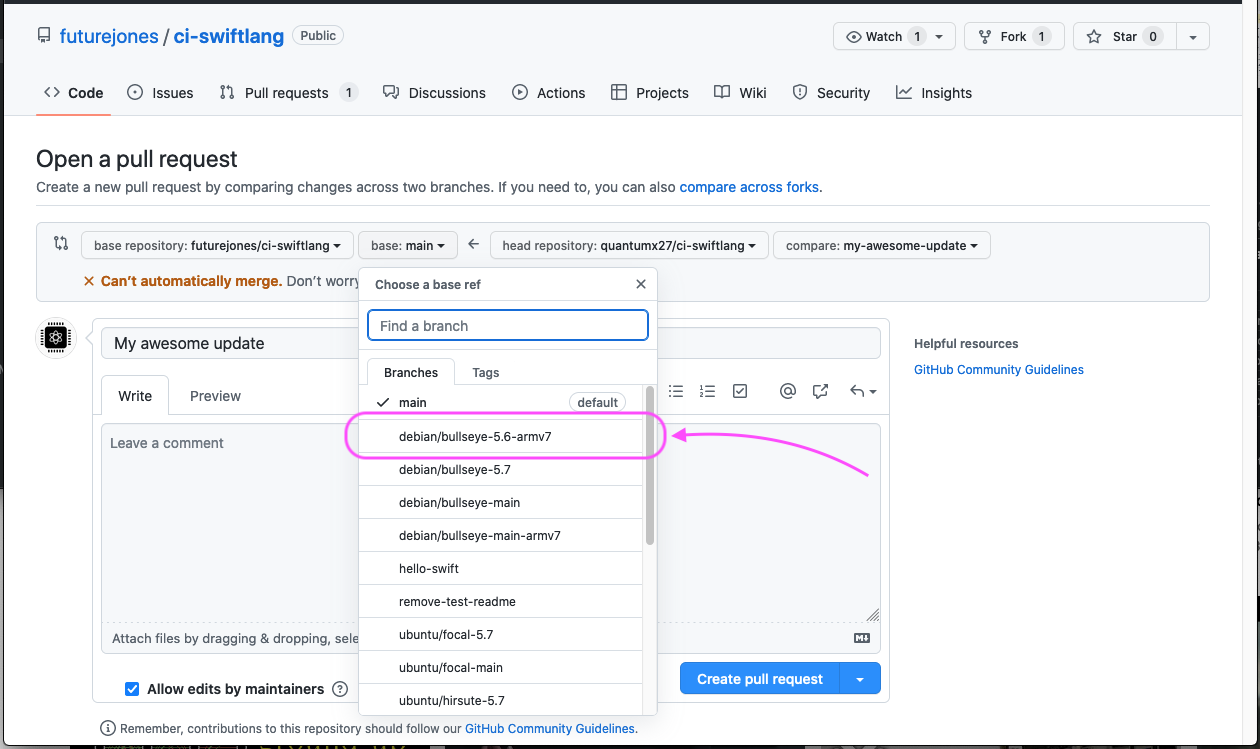 futurejones / ci-swiftlang Public
Watch 1 Fork 1 Star 0
Code Issues Pull requests 1 Discussions Actions Projects Wiki Security Insights
Open a pull request
Create a new pull request by comparing changes across two branches. If you need to, you can also compare across forks.
base repository: futurejones/ci-swiftlang base: main ← head repository: quantumx27/ci-swiftlang compare: my-awesome-update
Can’t automatically merge. Don’t worry
Choose a base ref
Find a branch
Branches Tags
main default
debian/bullseye-5.6-armv7
debian/bullseye-5.7
debian/bullseye-main
debian/bullseye-main-armv7
hello-swift
remove-test-readme
ubuntu/focal-5.7
ubuntu/focal-main
ubuntu/hirsute-5.7
My awesome update
Write Preview
Leave a comment
Attach files by dragging & dropping, sele
Allow edits by maintainers
Create pull request
Helpful resources
GitHub Community Guidelines
Remember, contributions to this repository should follow our GitHub Community Guidelines.